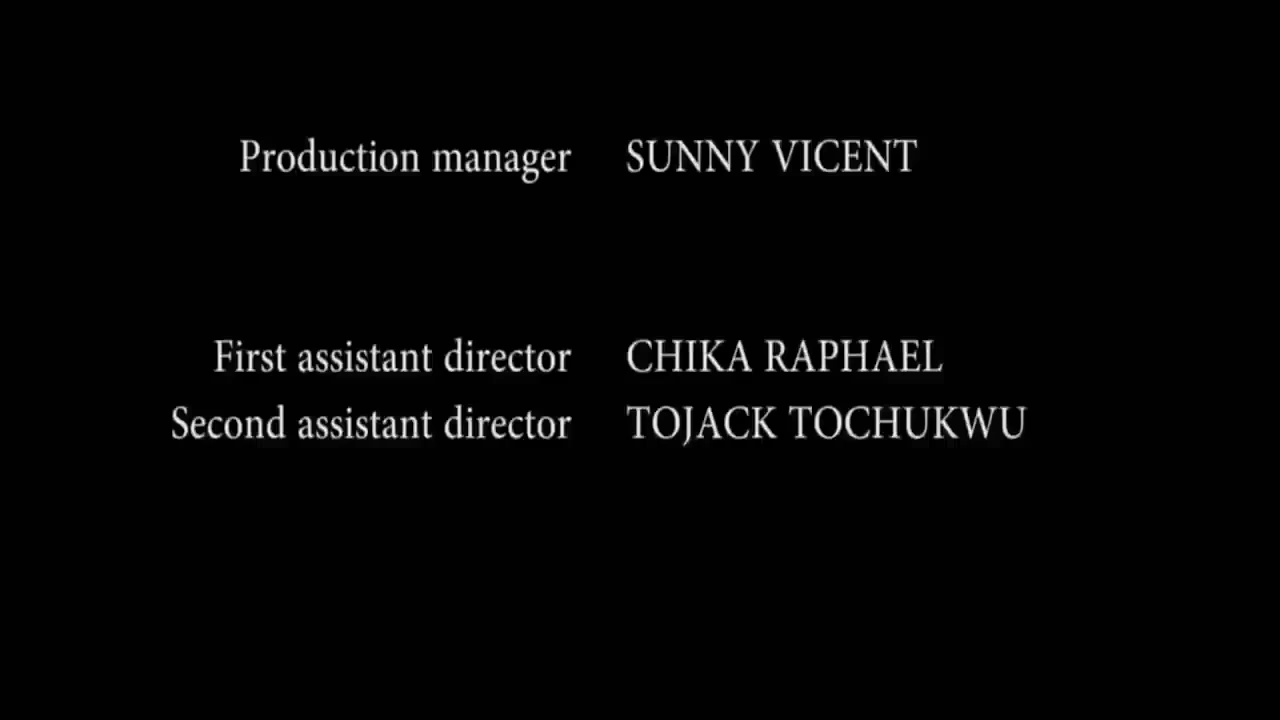 Production manager SUNNY VICENT
First assistant director CHIKA RAPHAEL
Second assistant director TOJACK TOCHUKWU